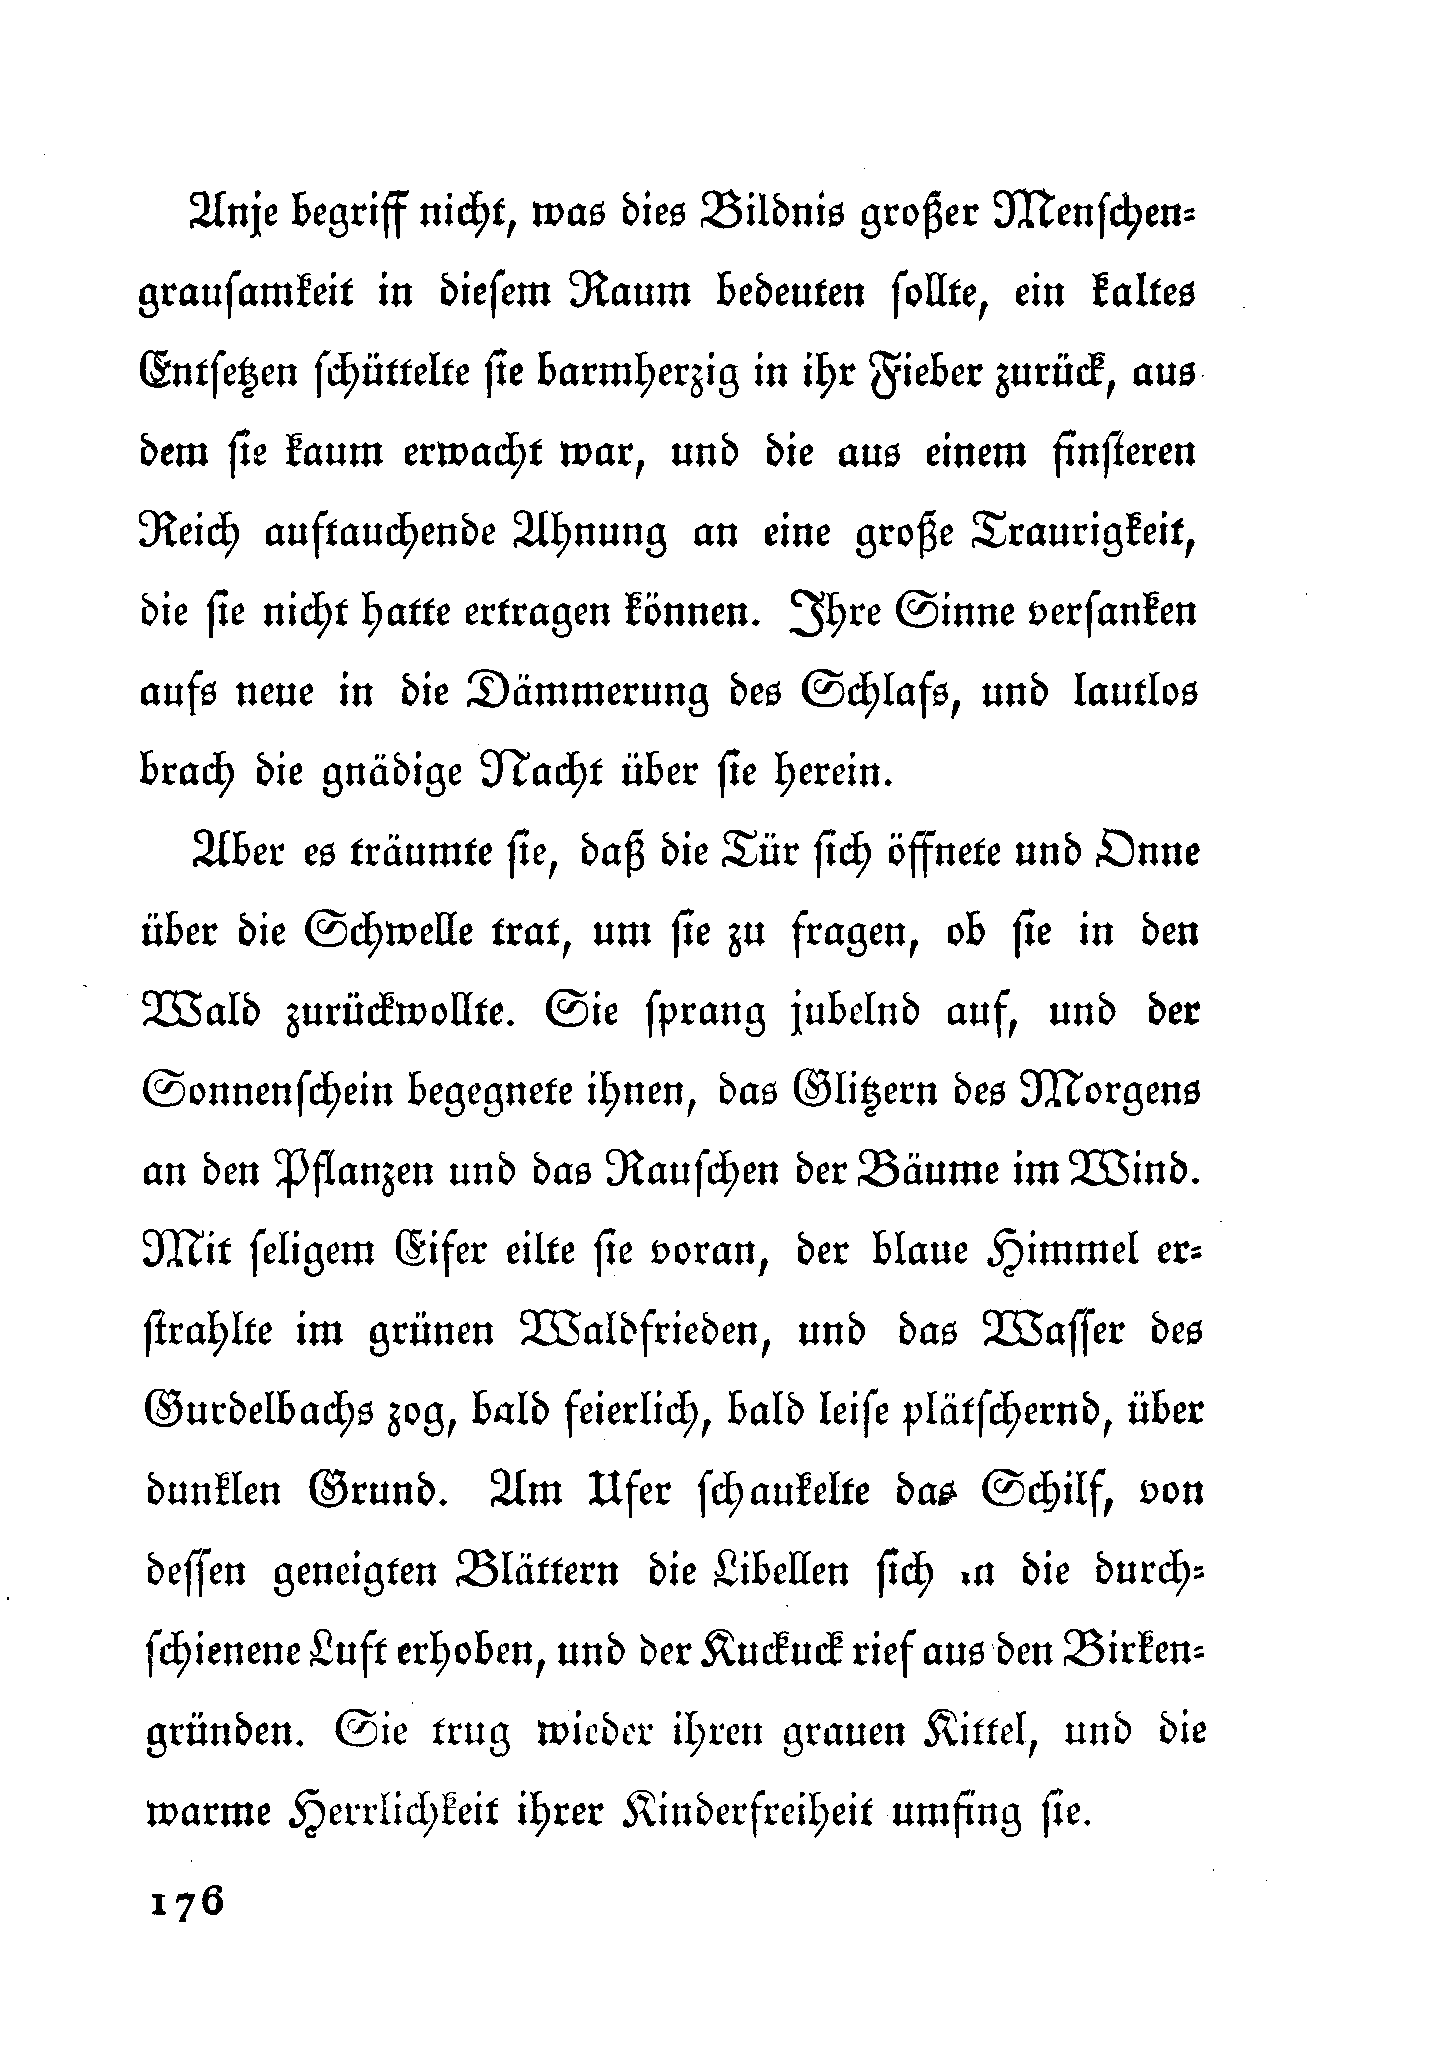 Anje begriff nicht, was dies Bildnis großer Menschen-
grausamkeit in diesem Raum bedeuten sollte, ein kaltes
Entsetzen schüttelte sie barmherzig in ihr Fieber zurück, aus
dem sie kaum erwacht war, und die aus einem finsteren
Reich auftauchende Ahnung an eine große Traurigkeit,
die sie nicht hatte ertragen können. Ihre Sinne versanken
aufs neue in die Dämmerung des Schlafs, und lautlos
brach die gnädige Nacht über sie herein.
Aber es träumte sie, daß die Tür sich öffnete und Onne
über die Schwelle trat, um sie zu fragen, ob sie in den
Wald zurückwollte. Sie sprang jubelnd auf, und der
Sonnenschein begegnete ihnen, das Glitzern des Morgens
an den Pflanzen und das Rauschen der Bäume im Wind.
Mit seligem Eifer eilte sie voran, der blaue Himmel er-
strahlte im grünen Waldfrieden, und das Wasser des
Gurdelbachs zog, bald feierlich, bald leise plätschernd, über
dunklen Grund. Am Ufer schaukelte das Schilf, von
dessen geneigten Blättern die Libellen sich in die durch-
schienene Luft erhoben, und der Kuckuck rief aus den Birken-
gründen. Sie trug wieder ihren grauen Kittel, und die
warme Herrlichkeit ihrer Kinderfreiheit umfing sie.
176